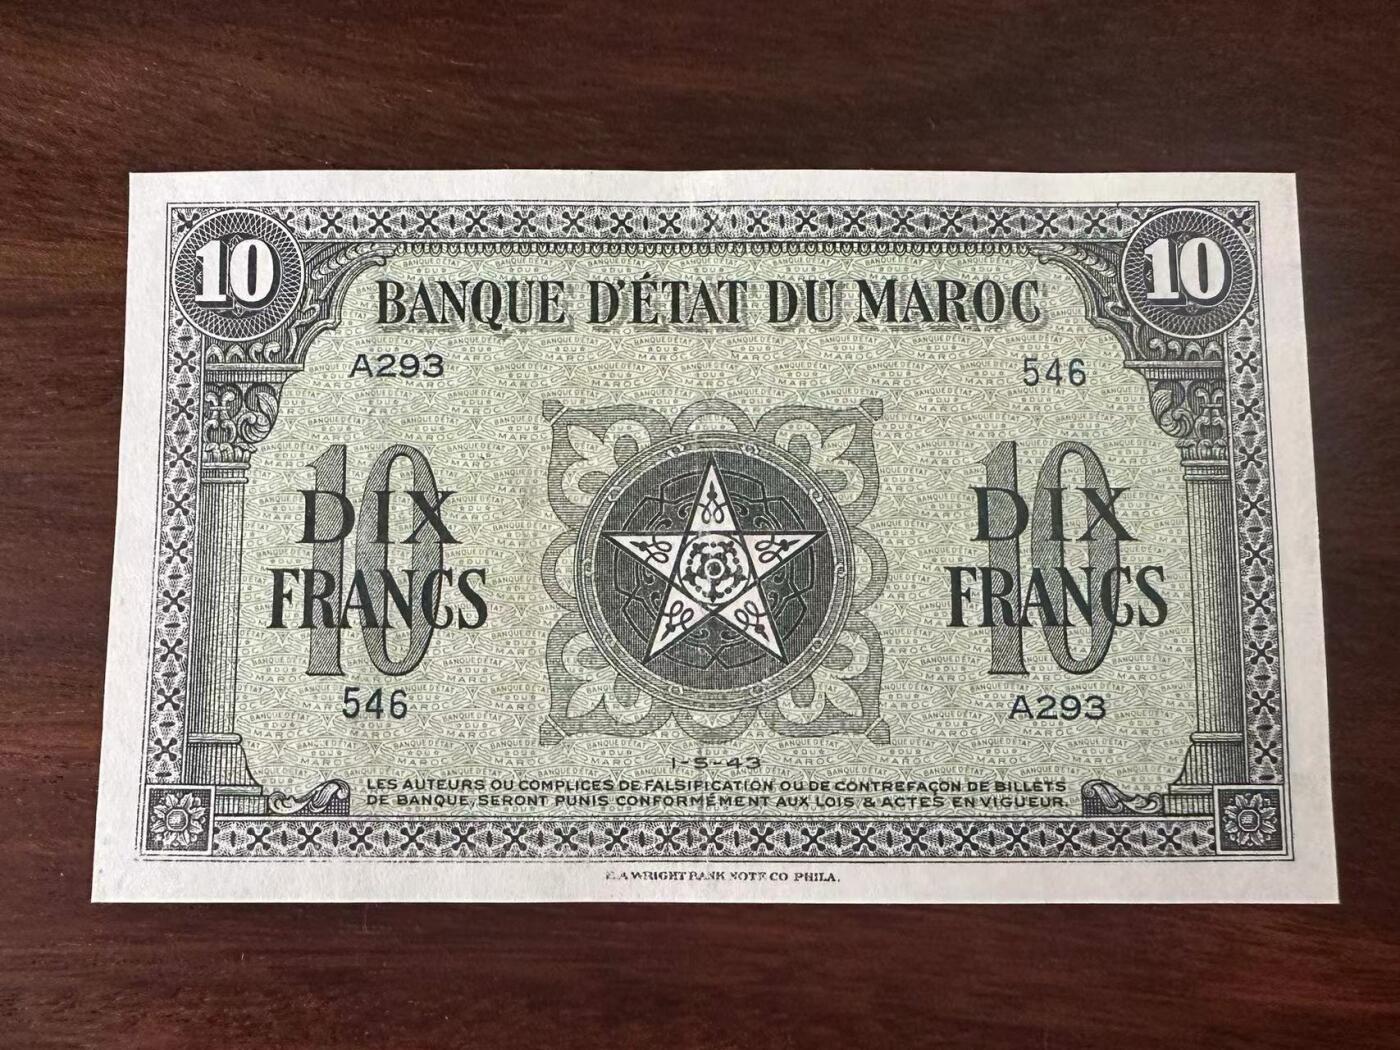 10 10
BANQUE D'ÉTAT DU MAROC
A293 546
10 10
DIX DIX
FRANCS FRANCS
546 A293
1-5-43
LES AUTEURS OU COMPLICES DE FALSIFICATION OU DE CONTREFAÇON DE BILLETS
DE BANQUE, SERONT PUNIS CONFORMÉMENT AUX LOIS & ACTES EN VIGUEUR.
E.A WRIGHT BANK NOTE CO PHILA.